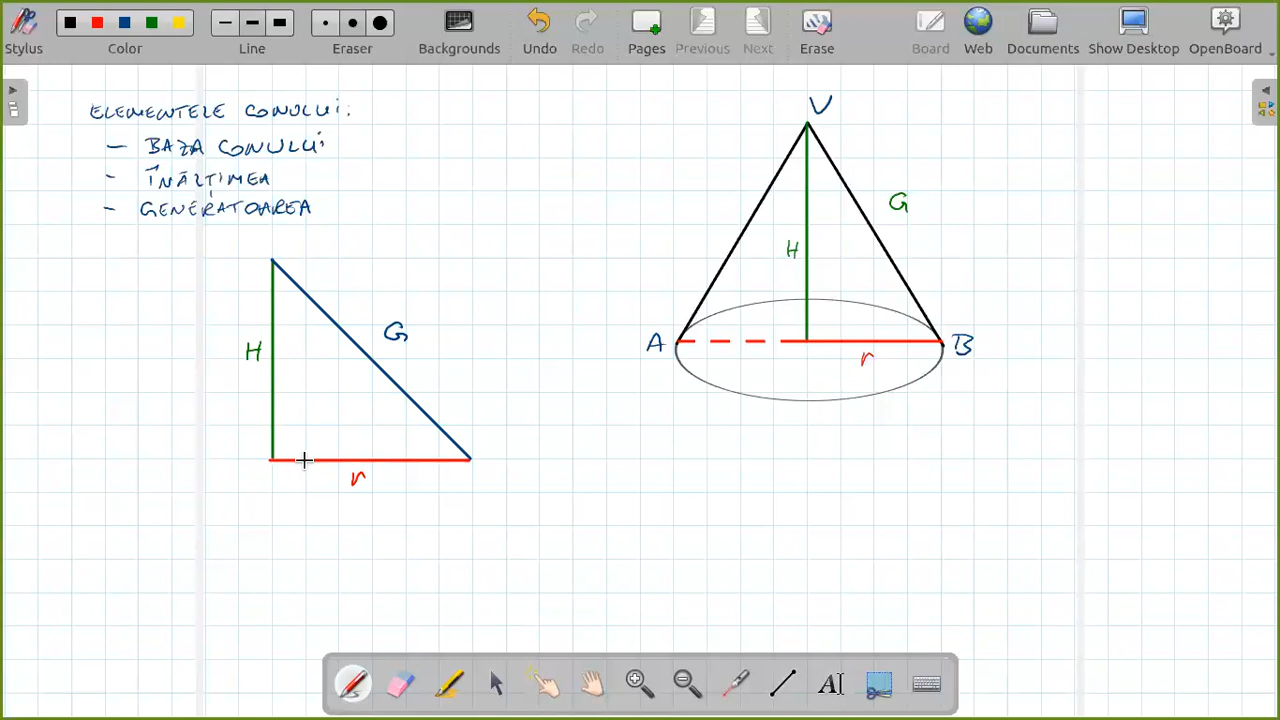 Stylus
Color
Line
Eraser
Backgrounds
Undo
Redo
Pages
Previous
Next
Erase
Board
Web
Documents
Show Desktop
OpenBoard
ELEMENTELE CONULUI:
- BAZA CONULUI
- ÎNĂLȚIMEA
- GENERATOAREA
H
G
r
V
G
H
A
B
r
A